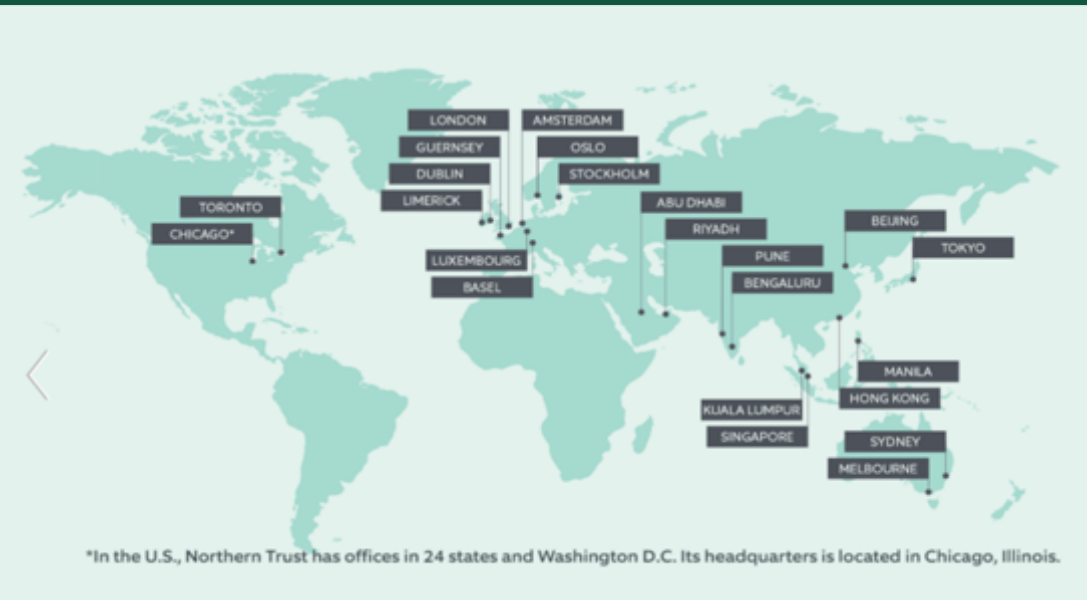 LONDON
AMSTERDAM
GUERNSEY
OSLO
DUBLIN
STOCKHOLM
LIMERICK
ABU DHABI
TORONTO
BEIJING
RIYADH
CHICAGO*
TOKYO
PUNE
LUXEMBOURG
BENGALURU
BASEL
MANILA
HONG KONG
KUALA LUMPUR
SINGAPORE
SYDNEY
MELBOURNE
*In the U.S., Northern Trust has offices in 24 states and Washington D.C. Its headquarters is located in Chicago, Illinois.